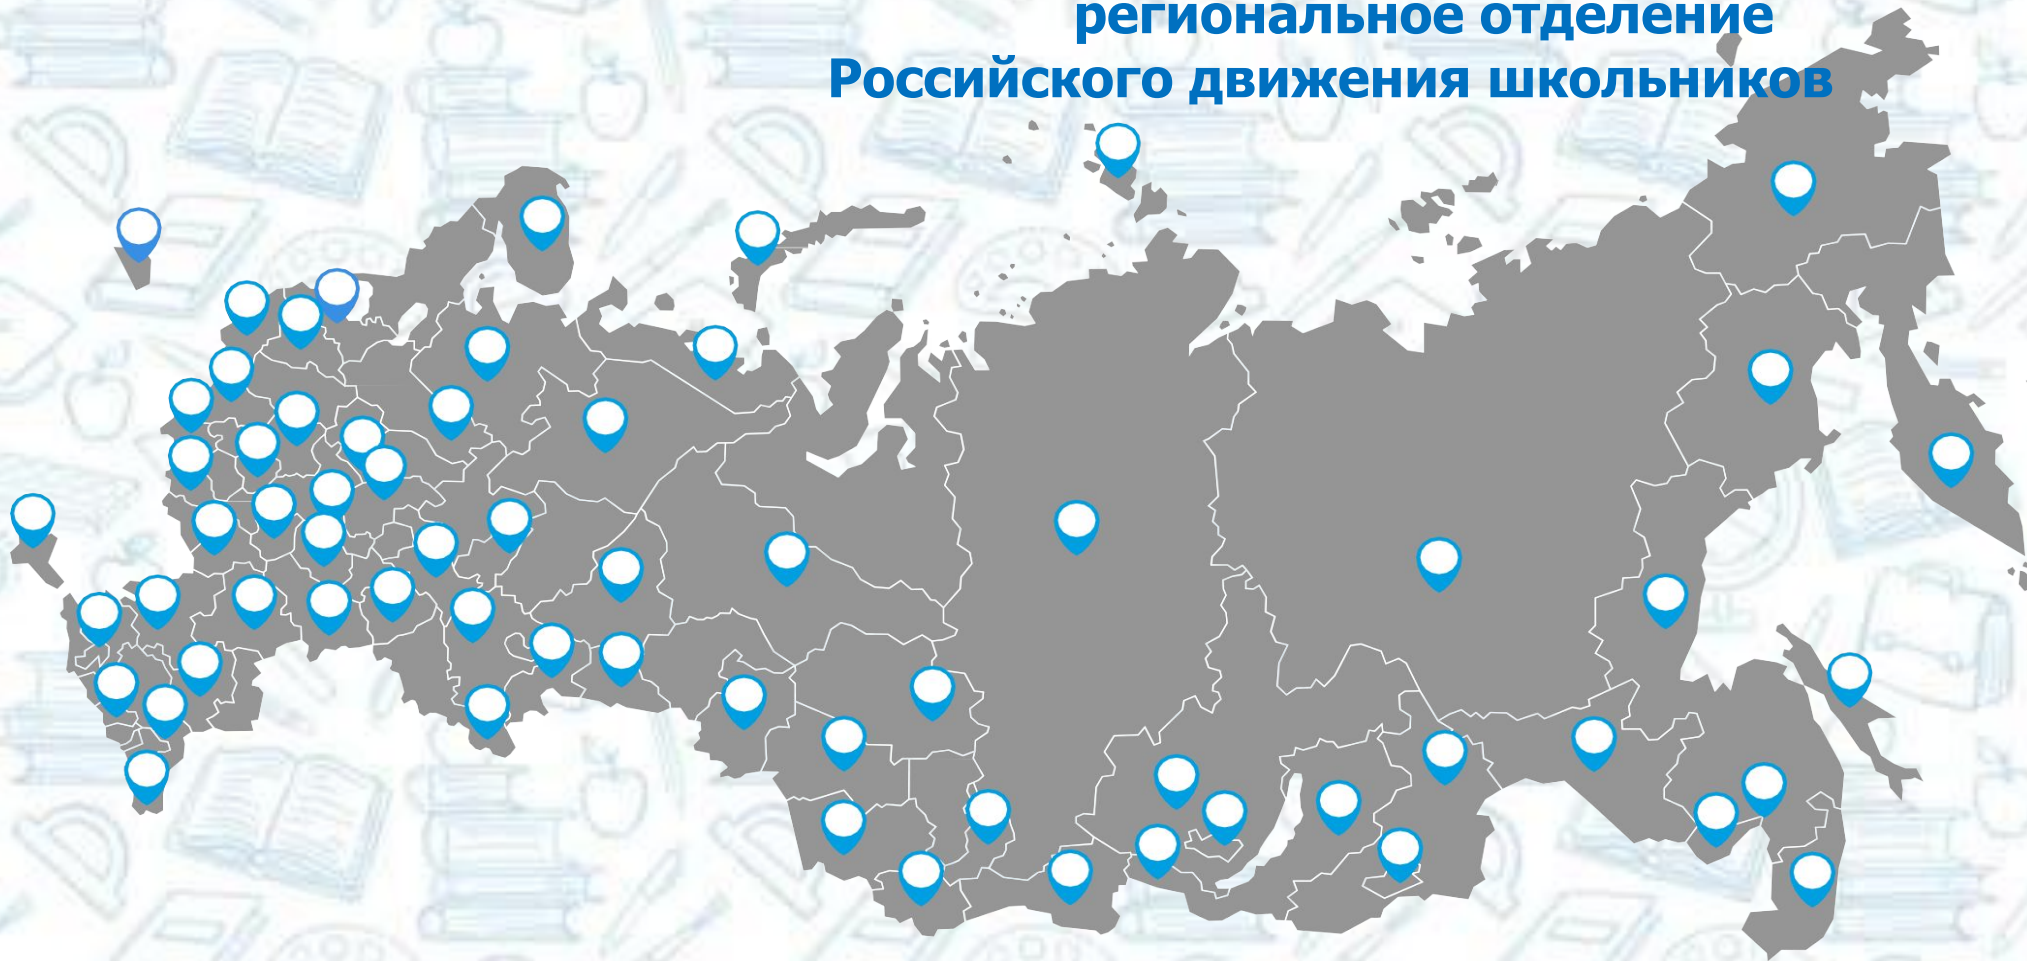 региональное отделение
Российского движения школьников